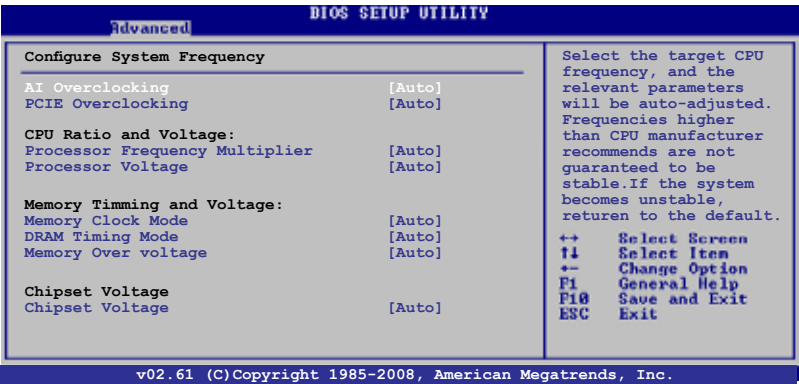 BIOS SETUP UTILITY
Advanced
Configure System Frequency
AI Overclocking [Auto]
PCIE Overclocking [Auto]
CPU Ratio and Voltage:
Processor Frequency Multiplier [Auto]
Processor Voltage [Auto]
Memory Timming and Voltage:
Memory Clock Mode [Auto]
DRAM Timing Mode [Auto]
Memory Over voltage [Auto]
Chipset Voltage
Chipset Voltage [Auto]
Select the target CPU
frequency, and the
relevant parameters
will be auto-adjusted.
Frequencies higher
than CPU manufacturer
recommends are not
guaranteed to be
stable.If the system
becomes unstable,
returen to the default.
←→ Select Screen
↑↓ Select Item
+- Change Option
F1 General Help
F10 Save and Exit
ESC Exit
v02.61 (C)Copyright 1985-2008, American Megatrends, Inc.